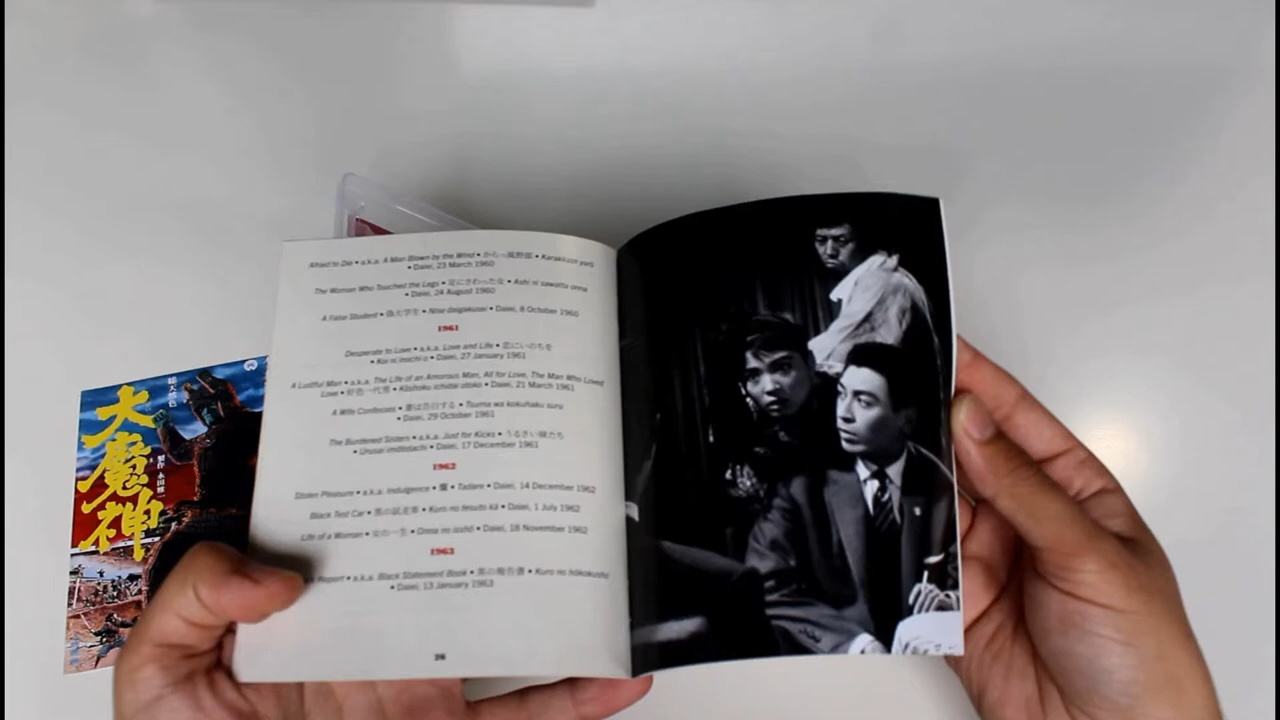 Afraid to Die • a.k.a. A Man Blown by the Wind • からっ風野郎 • Karakkaze yarō
• Daiei, 23 March 1960
The Woman Who Touched the Legs • 足にさわった女 • Ashi ni sawatta onna
• Daiei, 24 August 1960
A False Student • 偽大学生 • Nise daigakusei • Daiei, 8 October 1960
1961
Desperate to Love • a.k.a. Love and Life • 恋にいのちを
• Koi ni inochi o • Daiei, 27 January 1961
A Lustful Man • a.k.a. The Life of an Amorous Man, All for Love, The Man Who Loved
Love • 好色一代男 • Kōshoku ichidai otoko • Daiei, 21 March 1961
A Wife Confesses • 妻は告白する • Tsuma wa kokuhaku suru
• Daiei, 29 October 1961
The Burdened Sisters • a.k.a. Just for Kicks • うるさい妹たち
• Urusai imōtotachi • Daiei, 17 December 1961
1962
Stolen Pleasure • a.k.a. Indulgence • 爛 • Tadare • Daiei, 14 December 1962
Black Test Car • 黒の試走車 • Kuro no tesuto kā • Daiei, 1 July 1962
Life of a Woman • 女の一生 • Onna no isshō • Daiei, 18 November 1962
1963
Report • a.k.a. Black Statement Book • 黒の報告書 • Kuro no hōkokusho
• Daiei, 13 January 1963
26
総天然色
大魔神
製作・永田雅一